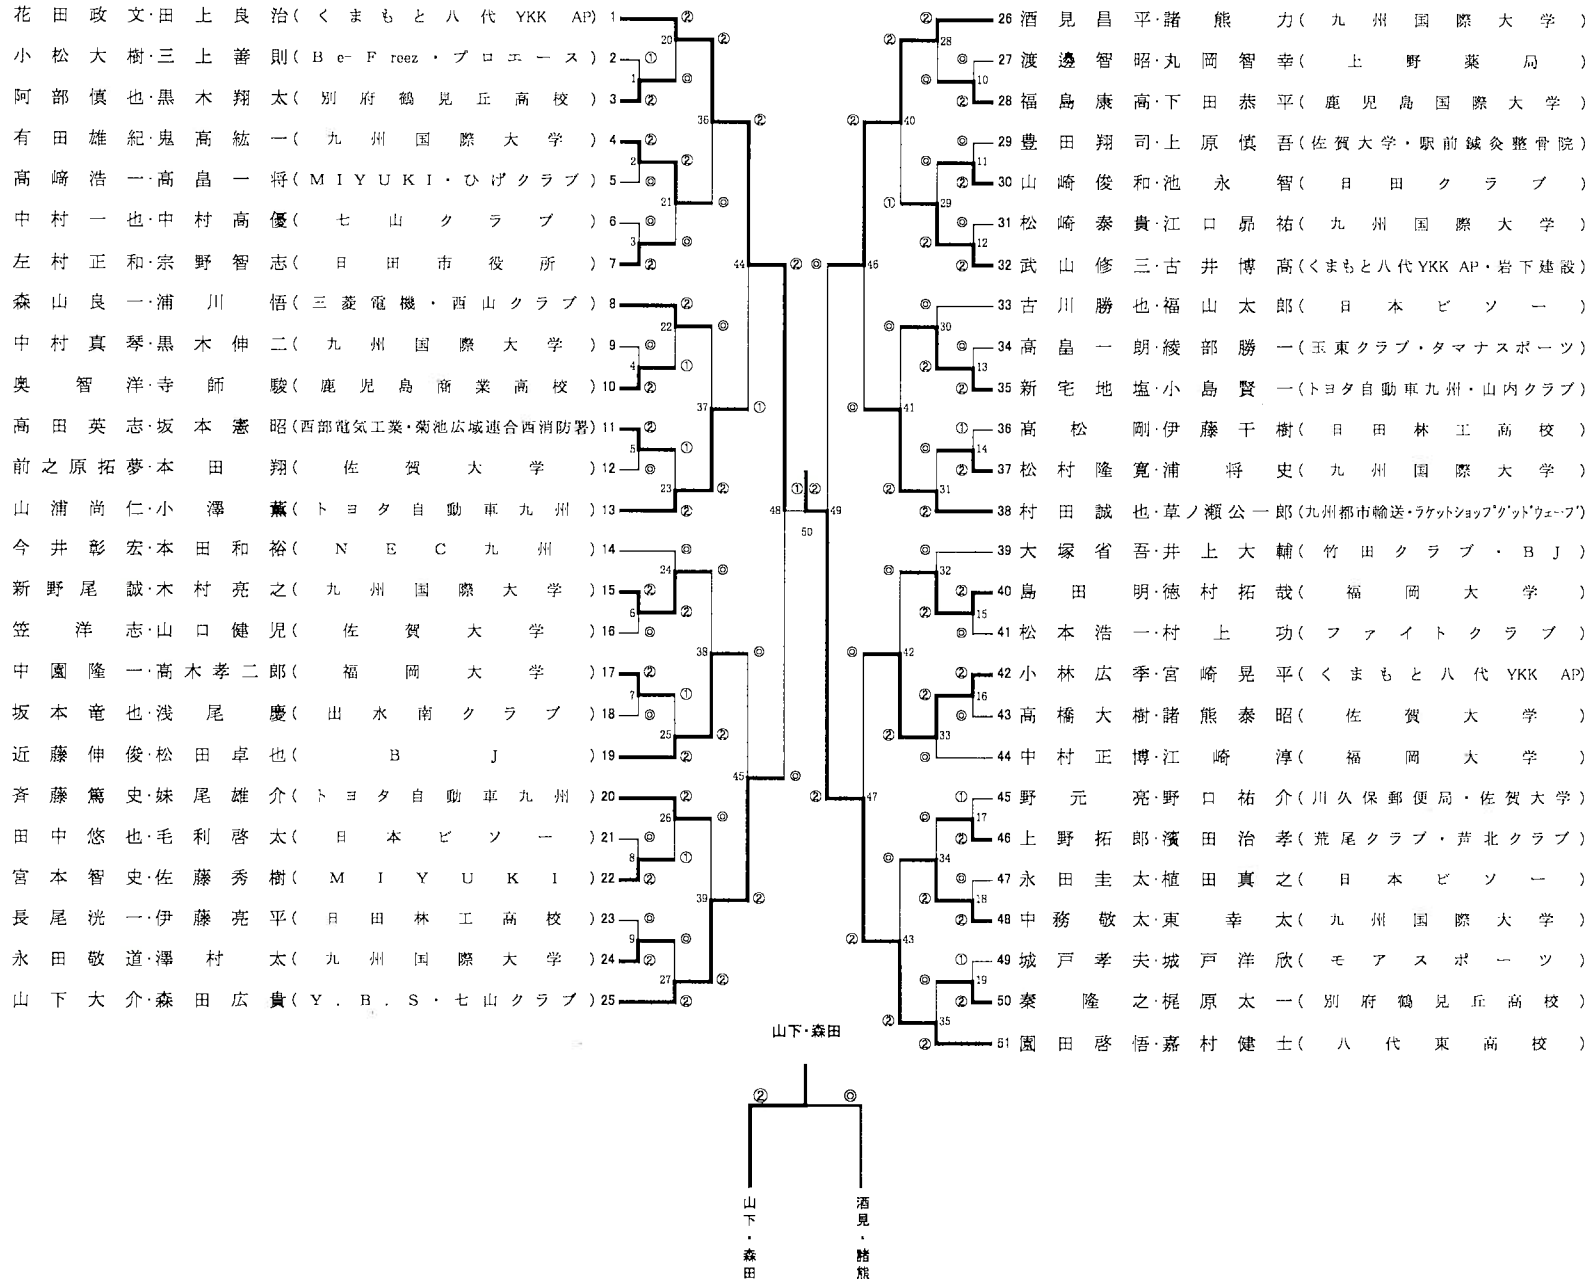 花田政文・田上良治(くまもと八代YKK AP) 1
小松大樹・三上善則(Be-Freez・プロエース) 2
阿部慎也・黒木翔太(別府鶴見丘高校) 3
有田雄紀・鬼高紘一(九州国際大学) 4
高﨑浩一・高畠一将(MIYUKI・ひげクラブ) 5
中村一也・中村高優(七山クラブ) 6
左村正和・宗野智志(日田市役所) 7
森山良一・浦川悟(三菱電機・西山クラブ) 8
中村真琴・黒木伸二(九州国際大学) 9
奥智洋・寺師駿(鹿児島商業高校) 10
高田英志・坂本憲昭(西部電気工業・菊池広域連合西消防署) 11
前之原拓夢・本田翔(佐賀大学) 12
山浦尚仁・小澤薫(トヨタ自動車九州) 13
今井彰宏・本田和裕(NEC九州) 14
新野尾誠・木村亮之(九州国際大学) 15
笠洋志・山口健児(佐賀大学) 16
中園隆一・高木孝二郎(福岡大学) 17
坂本竜也・浅尾慶(出水南クラブ) 18
近藤伸俊・松田卓也(BJ) 19
斉藤篤史・妹尾雄介(トヨタ自動車九州) 20
田中悠也・毛利啓太(日本ビソー) 21
宮本智史・佐藤秀樹(MIYUKI) 22
長尾洸一・伊藤亮平(日田林工高校) 23
永田敬道・澤村太(九州国際大学) 24
山下大介・森田広貴(Y.B.S・七山クラブ) 25
26 酒見昌平・諸熊力(九州国際大学)
27 渡邊智昭・丸岡智幸(上野薬局)
28 福島康高・下田恭平(鹿児島国際大学)
29 豊田翔司・上原慎吾(佐賀大学・駅前鍼灸整骨院)
30 山崎俊和・池永智(日田クラブ)
31 松崎泰貴・江口昴祐(九州国際大学)
32 武山修三・古井博高(くまもと八代YKK AP・岩下建設)
33 古川勝也・福山太郎(日本ビソー)
34 高畠一朗・綾部勝一(玉東クラブ・タマナスポーツ)
35 新宅地塩・小島賢一(トヨタ自動車九州・山内クラブ)
36 高松剛・伊藤干樹(日田林工高校)
37 松村隆寛・浦将史(九州国際大学)
38 村田誠也・草ノ瀬公一郎(九州都市輸送・ラケットショップグッドウェーブ)
39 大塚省吾・井上大輔(竹田クラブ・BJ)
40 島田明・徳村拓哉(福岡大学)
41 松本浩一・村上功(ファイトクラブ)
42 小林広季・宮崎晃平(くまもと八代YKK AP)
43 高橋大樹・諸熊泰昭(佐賀大学)
44 中村正博・江崎淳(福岡大学)
45 野元亮・野口祐介(川久保郵便局・佐賀大学)
46 上野拓郎・濱田治孝(荒尾クラブ・芦北クラブ)
47 永田圭太・植田真之(日本ビソー)
48 中務敬太・東幸太(九州国際大学)
49 城戸孝夫・城戸洋欣(モアスポーツ)
50 秦隆之・梶原太一(別府鶴見丘高校)
51 園田啓悟・嘉村健士(八代東高校)
山下・森田
② ◎
山下・森田
酒見・諸熊